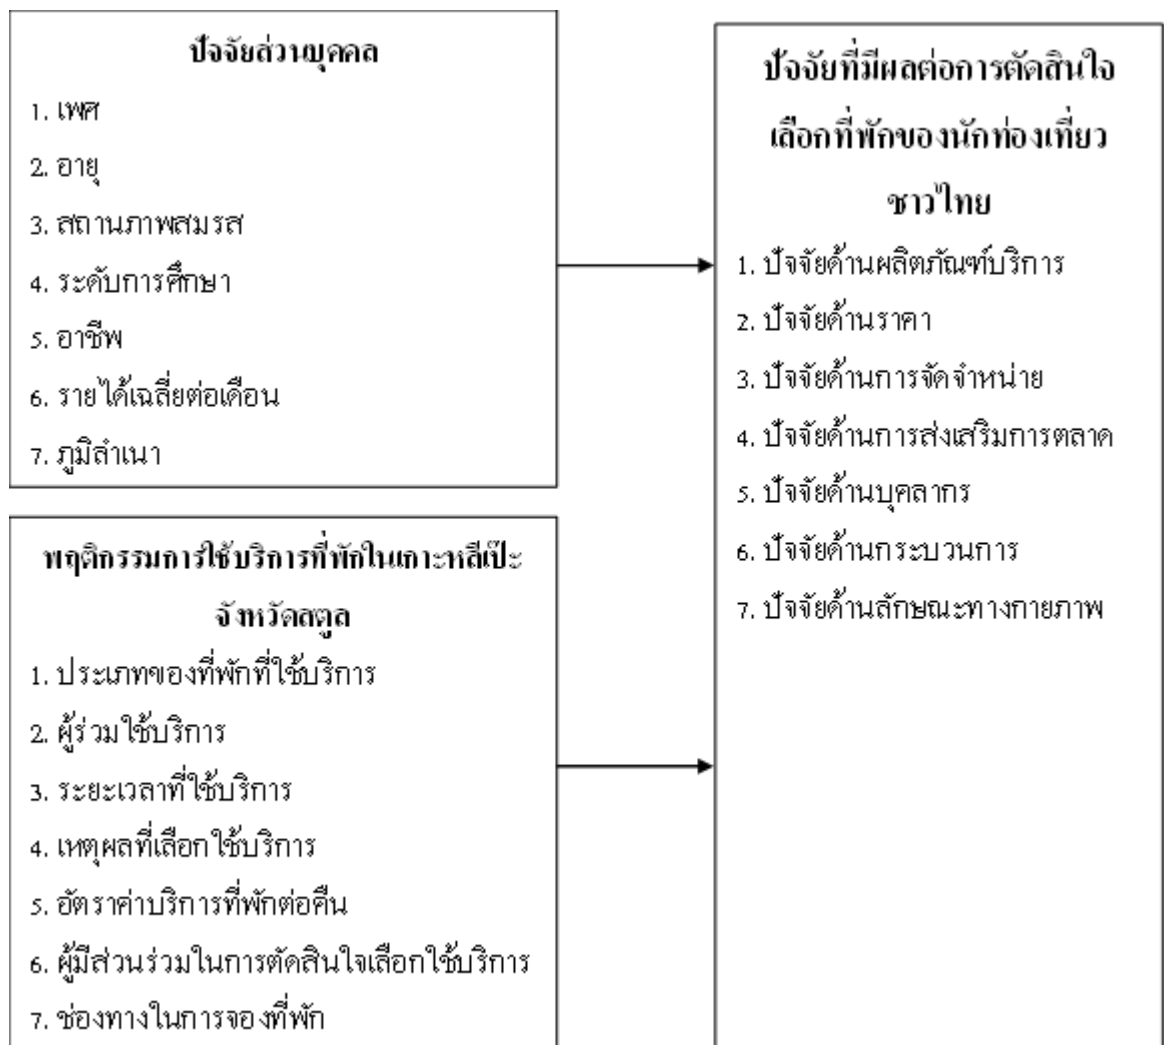 ปัจจัยส่วนบุคคล
1. เพศ
2. อายุ
3. สถานภาพสมรส
4. ระดับการศึกษา
5. อาชีพ
6. รายได้เฉลี่ยต่อเดือน
7. ภูมิลำเนา
พฤติกรรมการใช้บริการที่พักในเกาะหลีเป๊ะ
จังหวัดสตูล
1. ประเภทของที่พักที่ใช้บริการ
2. ผู้ร่วมใช้บริการ
3. ระยะเวลาที่ใช้บริการ
4. เหตุผลที่เลือกใช้บริการ
5. อัตราค่าบริการที่พักต่อคืน
6. ผู้มีส่วนร่วมในการตัดสินใจเลือกใช้บริการ
7. ช่องทางในการจองที่พัก
ปัจจัยที่มีผลต่อการตัดสินใจ
เลือกที่พักของนักท่องเที่ยว
ชาวไทย
1. ปัจจัยด้านผลิตภัณฑ์บริการ
2. ปัจจัยด้านราคา
3. ปัจจัยด้านการจัดจำหน่าย
4. ปัจจัยด้านการส่งเสริมการตลาด
5. ปัจจัยด้านบุคลากร
6. ปัจจัยด้านกระบวนการ
7. ปัจจัยด้านลักษณะทางกายภาพ